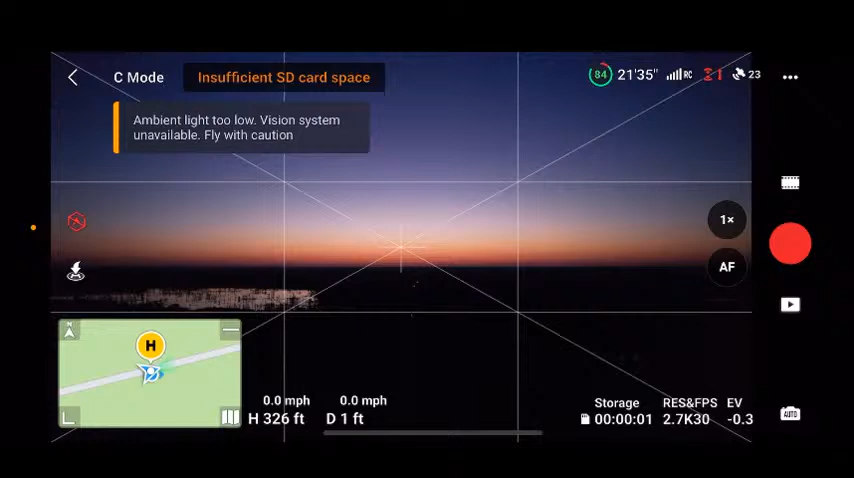 C Mode
Insufficient SD card space
84
21'35"
RC
23
Ambient light too low. Vision system
unavailable. Fly with caution
1×
AF
N
H
0.0 mph
0.0 mph
H 326 ft
D 1 ft
Storage
RES&FPS
EV
00:00:01
2.7K30
-0.3
AUTO